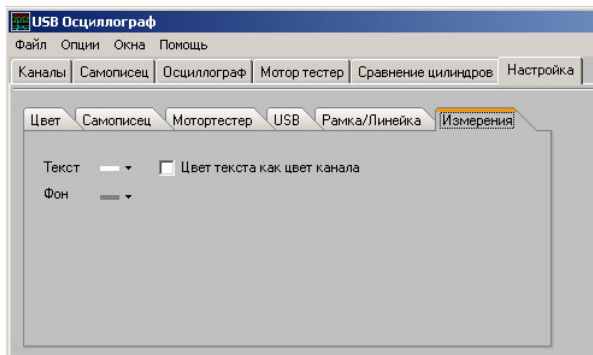 USB Осциллограф
Файл Опции Окна Помощь
Каналы Самописец Осциллограф Мотор тестер Сравнение цилиндров Настройка
Цвет Самописец Мотортестер USB Рамка/Линейка Измерения
Текст Цвет текста как цвет канала
Фон